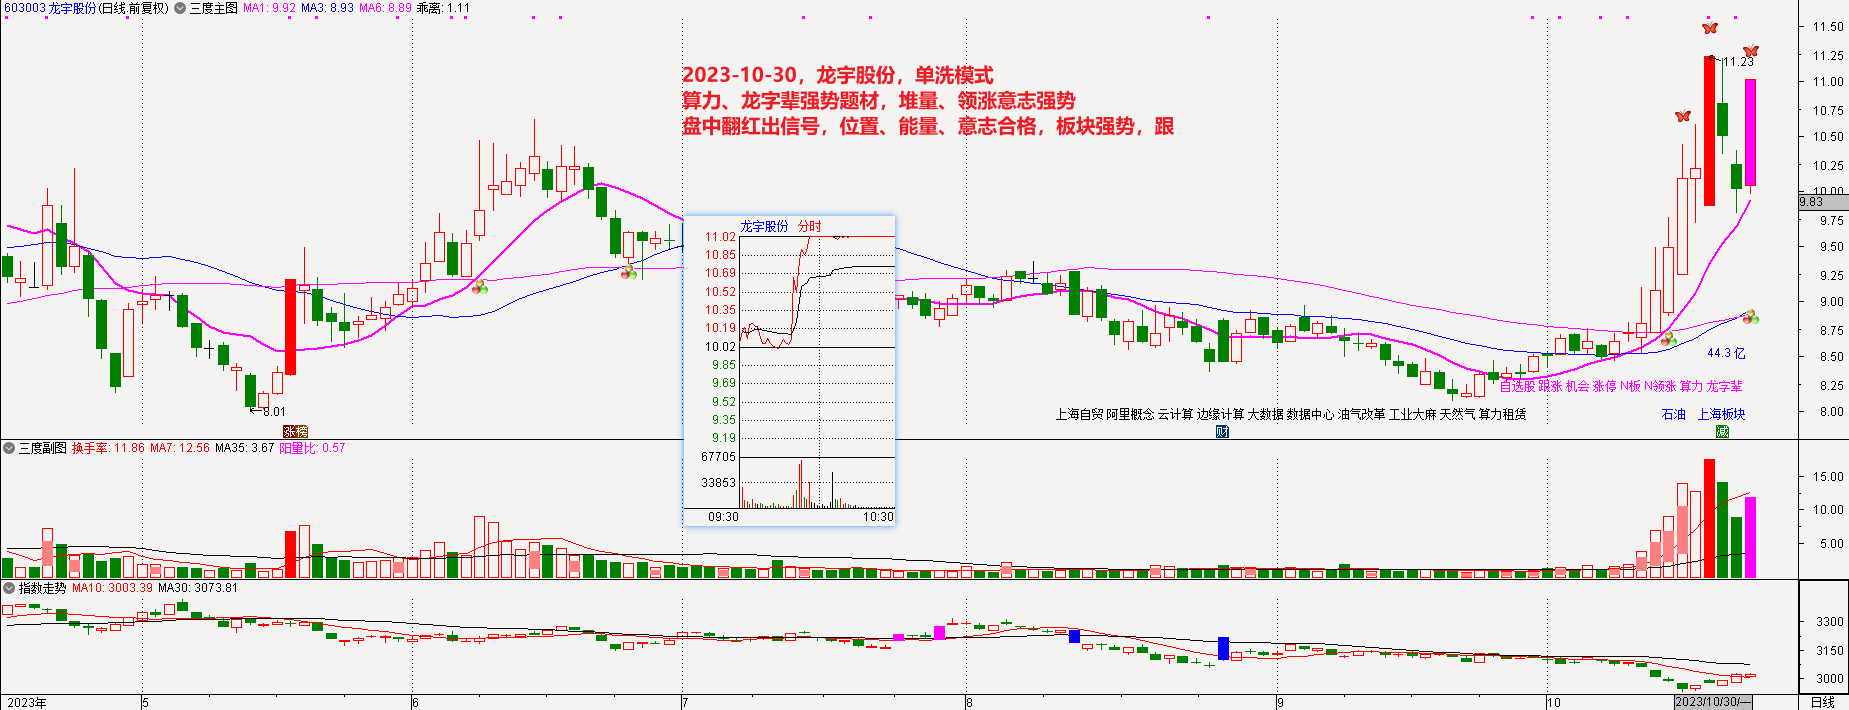 603003 龙宇股份(日线.前复权) 三度主图 MA1: 9.92 MA3: 8.93 MA6: 8.89 乖离: 1.11
2023-10-30，龙宇股份，单洗模式
算力、龙字辈强势题材，堆量、领涨意志强势
盘中翻红出信号，位置、能量、意志合格，板块强势，跟
11.23
8.01
涨榜
44.3 亿
自选股 跟涨 机会 涨停 N板 N领涨 算力 龙字辈
上海自贸 阿里概念 云计算 边缘计算 大数据 数据中心 油气改革 工业大麻 天然气 算力租赁
石油 上海板块
财
减
11.50
11.25
11.00
10.75
10.50
10.25
10.00
9.83
9.75
9.50
9.25
9.00
8.75
8.50
8.25
8.00
龙宇股份 分时
11.02
10.85
10.69
10.52
10.35
10.19
10.02
9.85
9.69
9.52
9.35
9.19
67705
33853
09:30 10:30
三度副图 换手率: 11.86 MA7: 12.56 MA35: 3.67 阳量比: 0.57
15.00
10.00
5.00
指数走势 MA10: 3003.39 MA30: 3073.81
3300
3150
3000
2023年 5 6 7 8 9 10 2023/10/30/一 日线